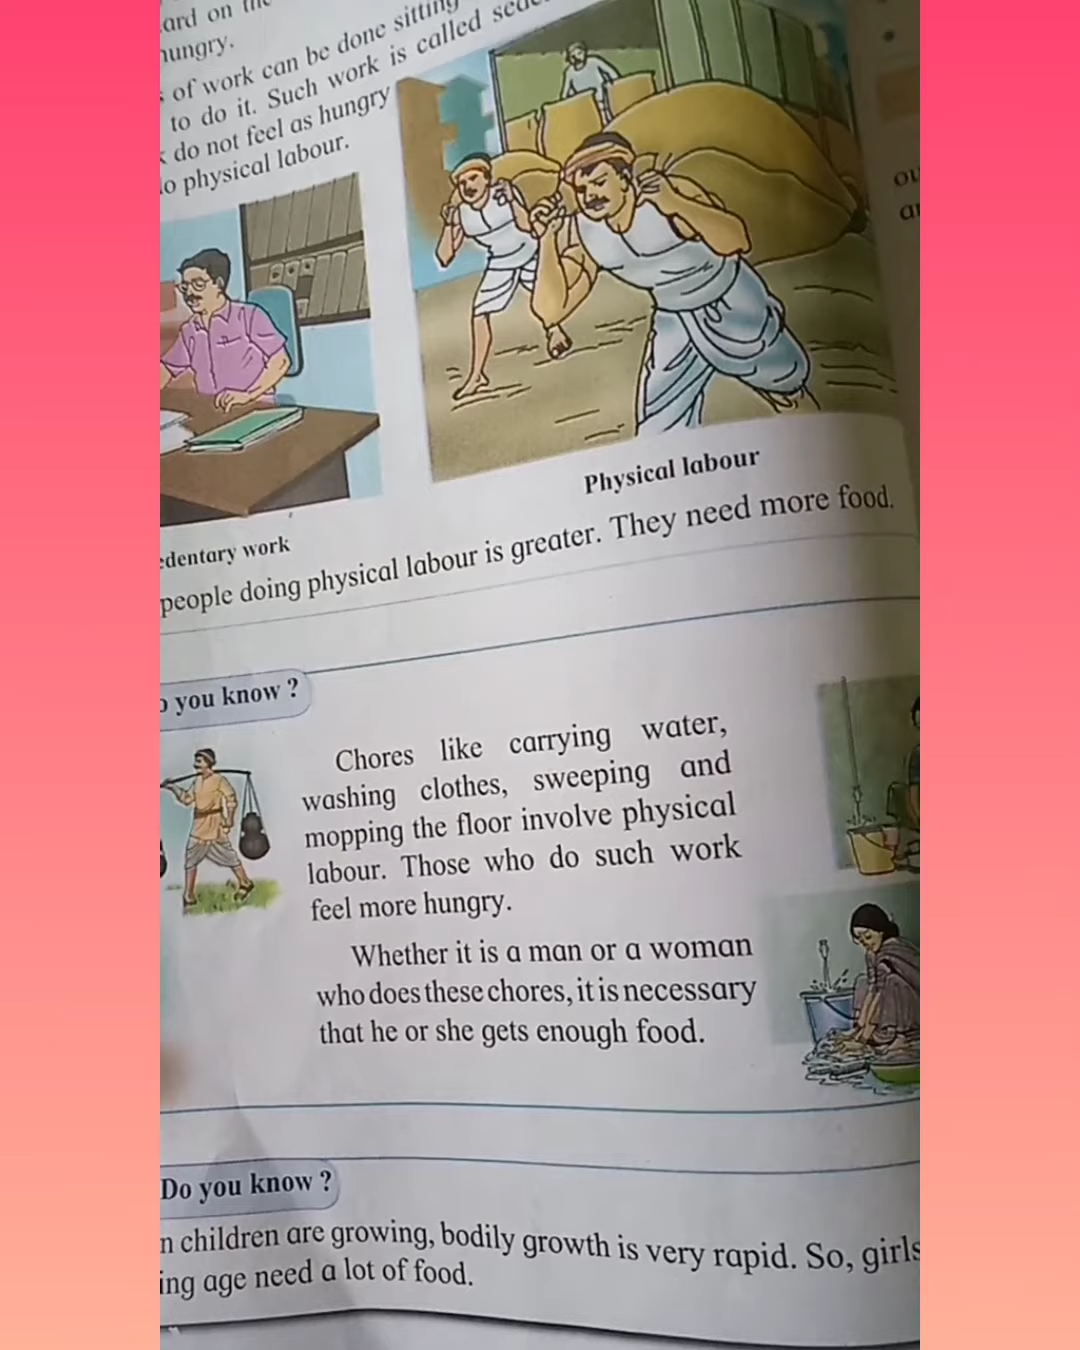 ard on the
hungry.
of work can be done sitting
to do it. Such work is called
do not feel as hungry
physical labour.
Physical labour
dentary work
people doing physical labour is greater. They need more food.
you know ?
Chores like carrying water,
washing clothes, sweeping and
mopping the floor involve physical
labour. Those who do such work
feel more hungry.
Whether it is a man or a woman
who does these chores, it is necessary
that he or she gets enough food.
Do you know ?
n children are growing, bodily growth is very rapid. So, girls
ing age need a lot of food.